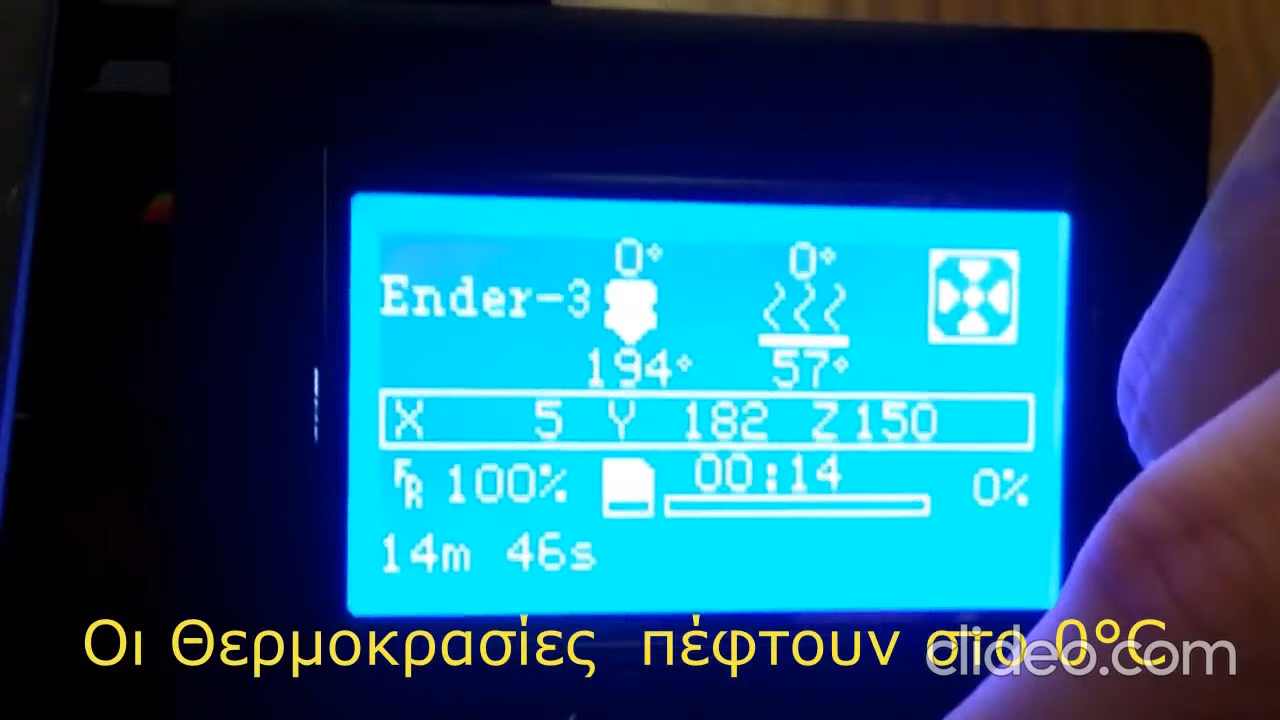 0° 0°
Ender-3
194° 57°
X 5 Y 182 Z 150
FR 100% 00:14 0%
14m 46s
Οι Θερμοκρασίες πέφτουν στο 0°C
clideo.com